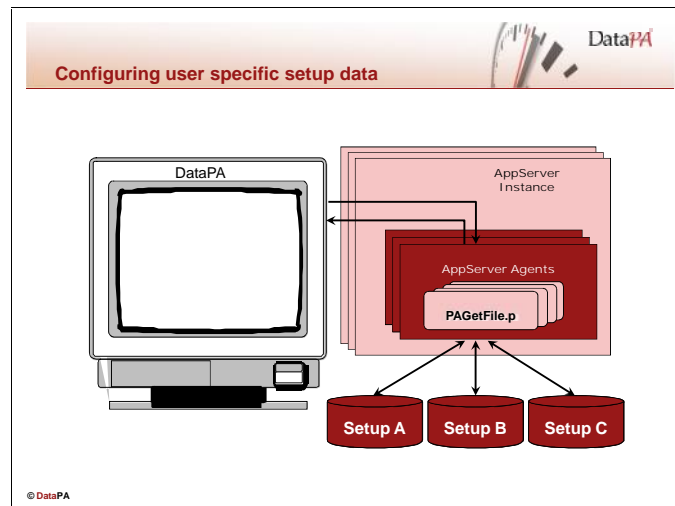 DataPA
Configuring user specific setup data
DataPA
AppServer
Instance
AppServer Agents
PAGetFile.p
Setup A
Setup B
Setup C
© DataPA